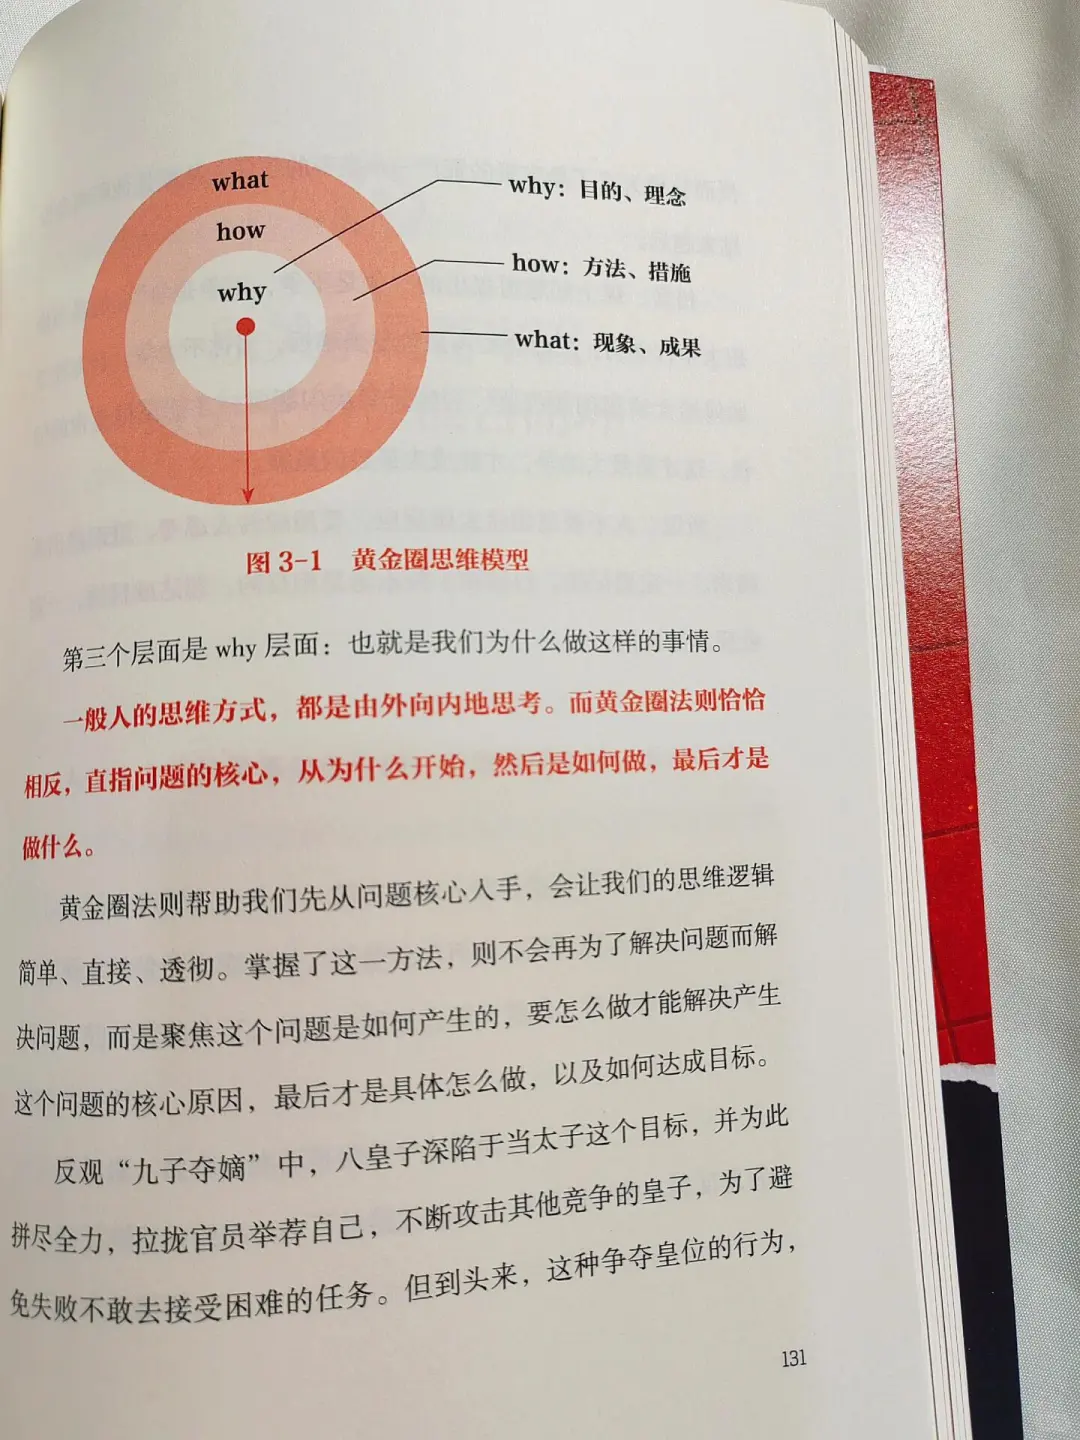 what
how
why
why：目的、理念
how：方法、措施
what：现象、成果
图 3-1 黄金圈思维模型
第三个层面是 why 层面：也就是我们为什么做这样的事情。
一般人的思维方式，都是由外向内地思考。而黄金圈法则恰恰
相反，直指问题的核心，从为什么开始，然后是如何做，最后才是
做什么。
黄金圈法则帮助我们先从问题核心入手，会让我们的思维逻辑
简单、直接、透彻。掌握了这一方法，则不会再为了解决问题而解
决问题，而是聚焦这个问题是如何产生的，要怎么做才能解决产生
这个问题的核心原因，最后才是具体怎么做，以及如何达成目标。
反观“九子夺嫡”中，八皇子深陷于当太子这个目标，并为此
拼尽全力，拉拢官员举荐自己，不断攻击其他竞争的皇子，为了避
免失败不敢去接受困难的任务。但到头来，这种争夺皇位的行为，
131